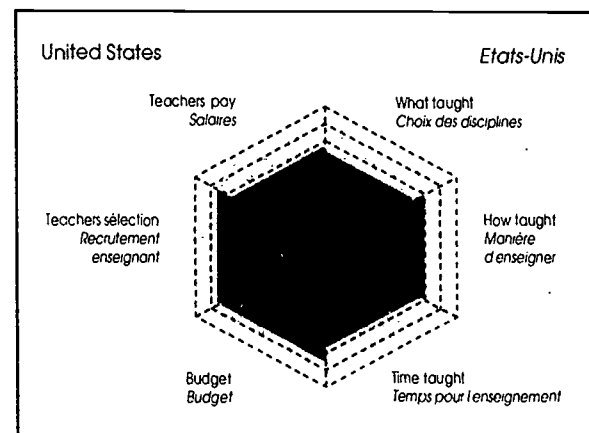 United States
Etats-Unis
Teachers pay
Salaires
What taught
Choix des disciplines
Teachers sélection
Recrutement
enseignant
How taught
Manière
d'enseigner
Budget
Budget
Time taught
Temps pour l'enseignement